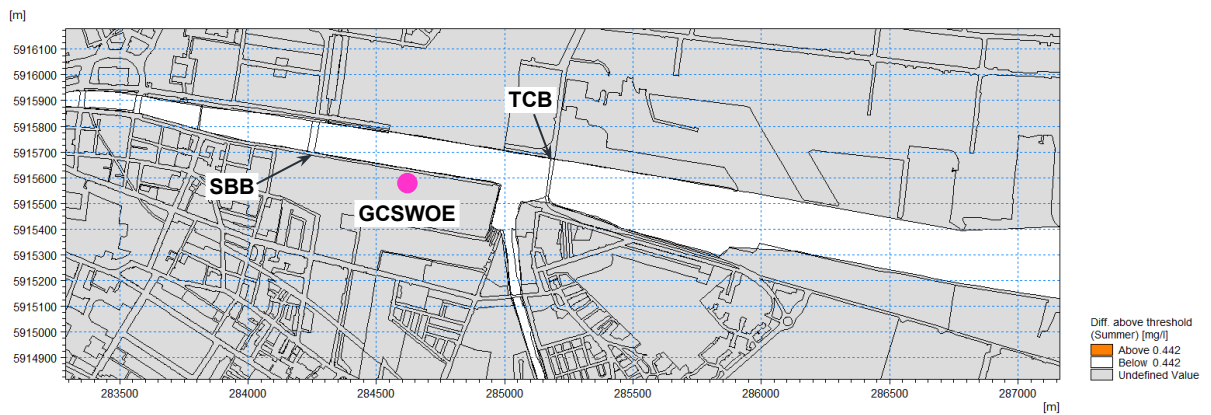 [m]
5916100
5916000
5915900
5915800
5915700
5915600
5915500
5915400
5915300
5915200
5915100
5915000
5914900
TCB
SBB
GCSWOE
283500
284000
284500
285000
285500
286000
286500
287000
[m]
Diff. above threshold
(Summer) [mg/l]
Above 0.442
Below 0.442
Undefined Value